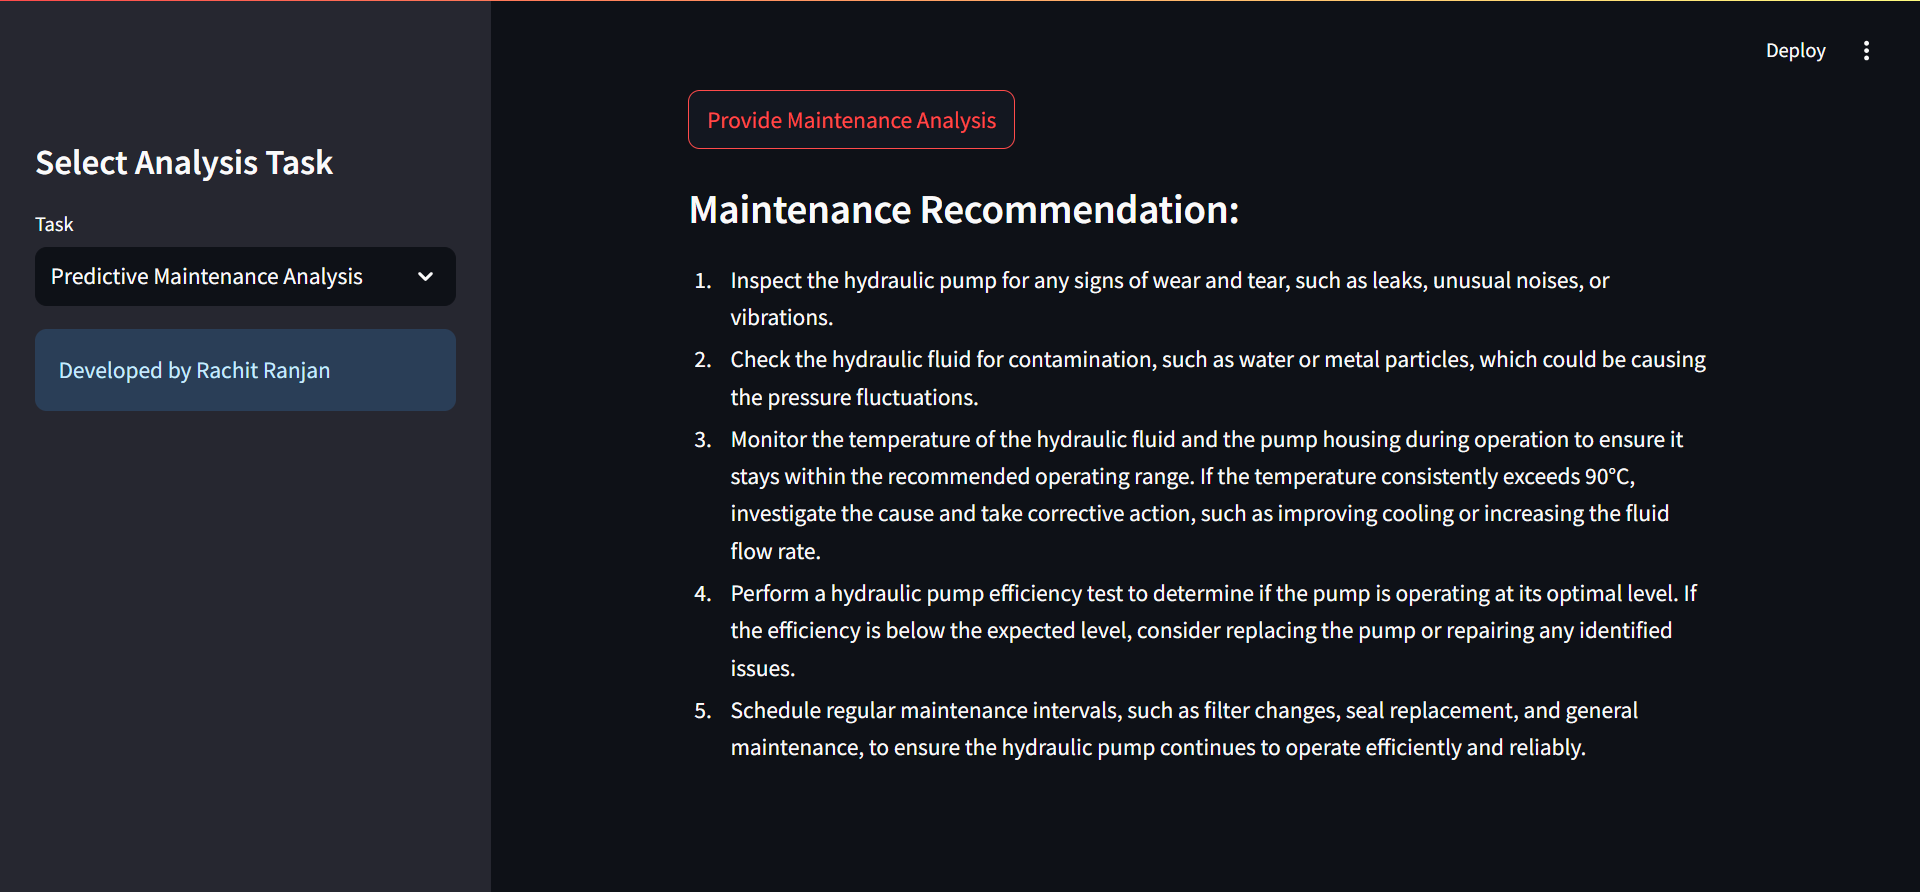 Deploy
Select Analysis Task
Task
Predictive Maintenance Analysis
Developed by Rachit Ranjan
Provide Maintenance Analysis
Maintenance Recommendation:
1. Inspect the hydraulic pump for any signs of wear and tear, such as leaks, unusual noises, or
vibrations.
2. Check the hydraulic fluid for contamination, such as water or metal particles, which could be causing
the pressure fluctuations.
3. Monitor the temperature of the hydraulic fluid and the pump housing during operation to ensure it
stays within the recommended operating range. If the temperature consistently exceeds 90°C,
investigate the cause and take corrective action, such as improving cooling or increasing the fluid
flow rate.
4. Perform a hydraulic pump efficiency test to determine if the pump is operating at its optimal level. If
the efficiency is below the expected level, consider replacing the pump or repairing any identified
issues.
5. Schedule regular maintenance intervals, such as filter changes, seal replacement, and general
maintenance, to ensure the hydraulic pump continues to operate efficiently and reliably.